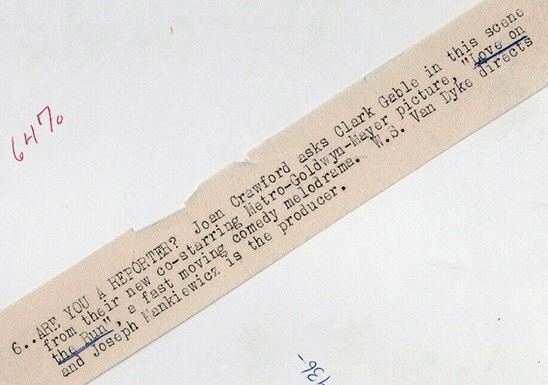 64%
6..ARE YOU A REPORTER? Joan Crawford asks Clark Gable in this scene
from their new co-starring Metro-Goldwyn-Mayer picture, "Love on
the Run", a fast moving comedy melodrama. W.S. Van Dyke directs
and Joseph Mankiewicz is the producer.
936-